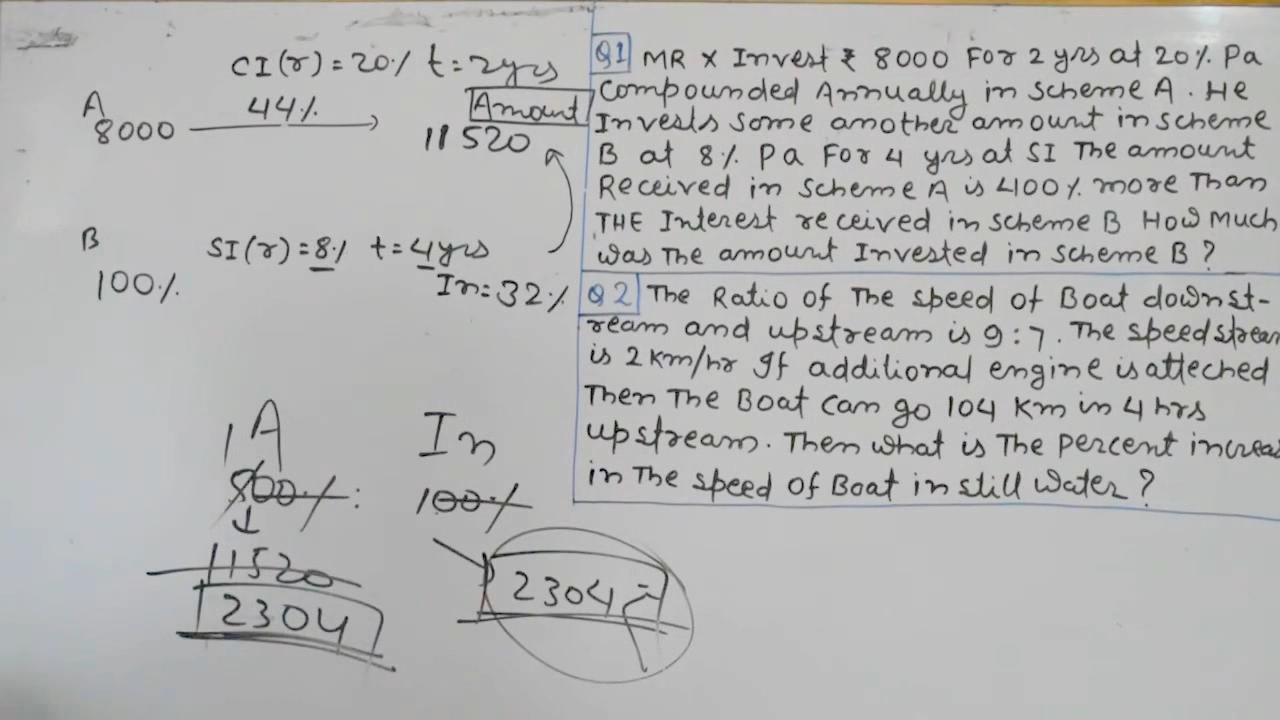 CI(r) = 20% t = 2yrs
A 44% Amount
8000 11520
B SI(r) = 8% t = 4yrs
100% In = 32%
A In
500% : 100%
11520
2304 2304
Q1 MR X Invest ₹ 8000 For 2 yrs at 20% Pa
Compounded Annually in scheme A. He
Invests some another amount in scheme
B at 8% Pa For 4 yrs at SI The amount
Received in scheme A is 400% more Than
THE Interest received in scheme B How Much
was The amount Invested in scheme B ?
Q2 The Ratio of The speed of Boat downst-
ream and upstream is 9:7. The speed stream
is 2 Km/hr If additional engine is atteched
Then The Boat can go 104 Km in 4 hrs
upstream. Then what is The percent increas
in The speed of Boat in still water ?